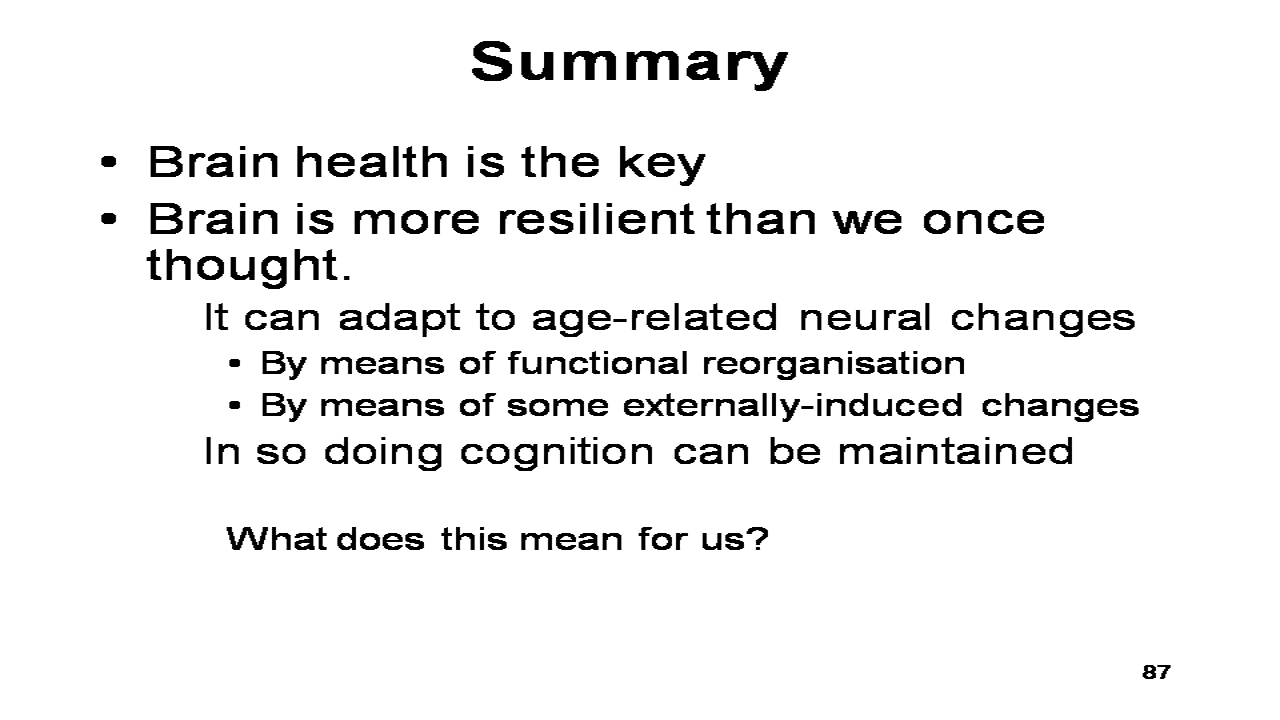 Summary
• Brain health is the key
• Brain is more resilient than we once
thought.
It can adapt to age-related neural changes
• By means of functional reorganisation
• By means of some externally-induced changes
In so doing cognition can be maintained
What does this mean for us?
87